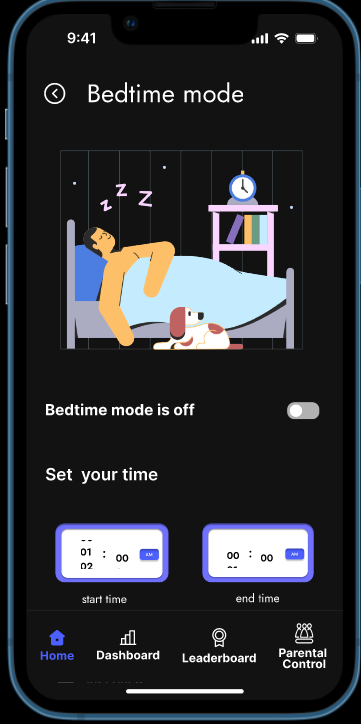 9:41
Bedtime mode
z z z
Bedtime mode is off
Set your time
01 : 00 AM
02
00 : 00 AM
start time
end time
Home
Dashboard
Leaderboard
Parental
Control